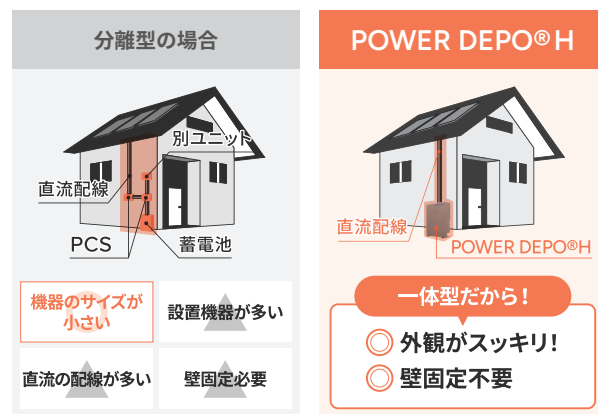 分離型の場合
別ユニット
直流配線
PCS
蓄電池
機器のサイズが
小さい
設置機器が多い
直流の配線が多い
壁固定必要
POWER DEPO®H
直流配線
POWER DEPO®H
一体型だから！
外観がスッキリ！
壁固定不要